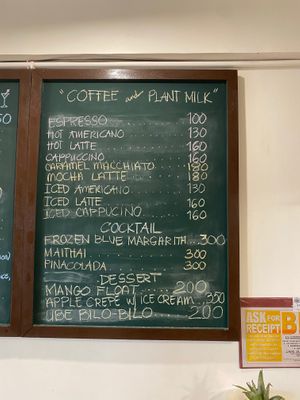 "COFFEE and PLANT MILK"
ESPRESSO 100
HOT AMERICANO 130
HOT LATTE 160
CAPPUCCINO 160
CARAMEL MACCHIATO 180
MOCHA LATTE 180
ICED AMERICANO 130
ICED LATTE 160
ICED CAPPUCINO 160
COCKTAIL
FROZEN BLUE MARGARITA 300
MAITHAI 300
PINACOLADA 300
DESSERT
MANGO FLOAT 200
APPLE CREPE W/ ICE CREAM 350
UBE BILO-BILO 200
ASK FOR
RECEIPT
B